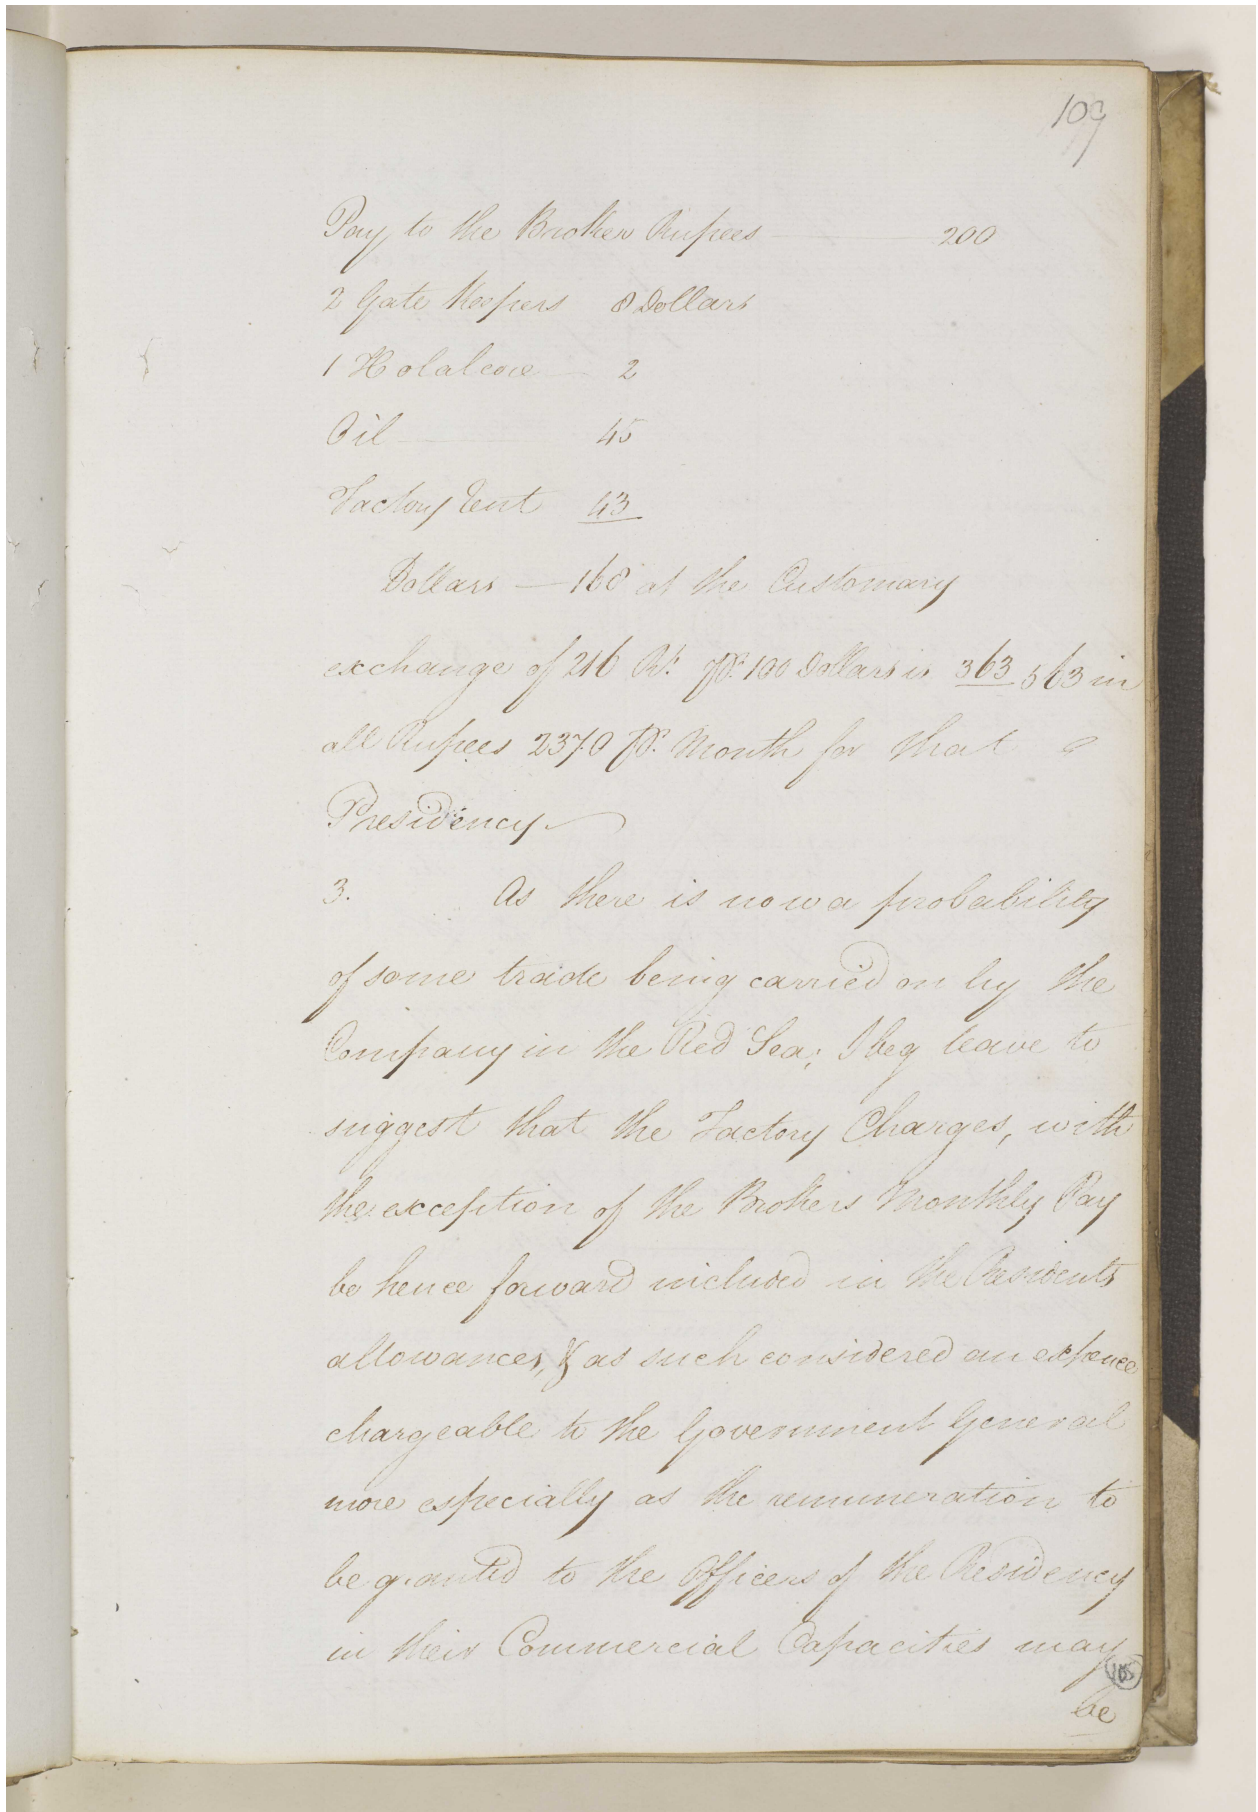 109
Pay to the Broker Rupees 200
2 Gate Keepers 8 Dollars
1 Holalcore 2
Oil 45
Factory Rent 43
Dollars 168 at the Customary
exchange of 216 Rs. pr. 100 Dollars is 363 563 in
all Rupees 2370 pr. Month for that
Presidency
3. As there is now a probability
of some trade being carried on by the
Company in the Red Sea; I beg leave to
suggest that the Factory Charges, with
the exception of the Brokers Monthly Pay
be hence forward included in the Residents
allowances, & as such considered an expence
chargeable to the Government General
more especially as the remuneration to
be granted to the Officers of the Residency
in their Commercial Capacities may
105
be